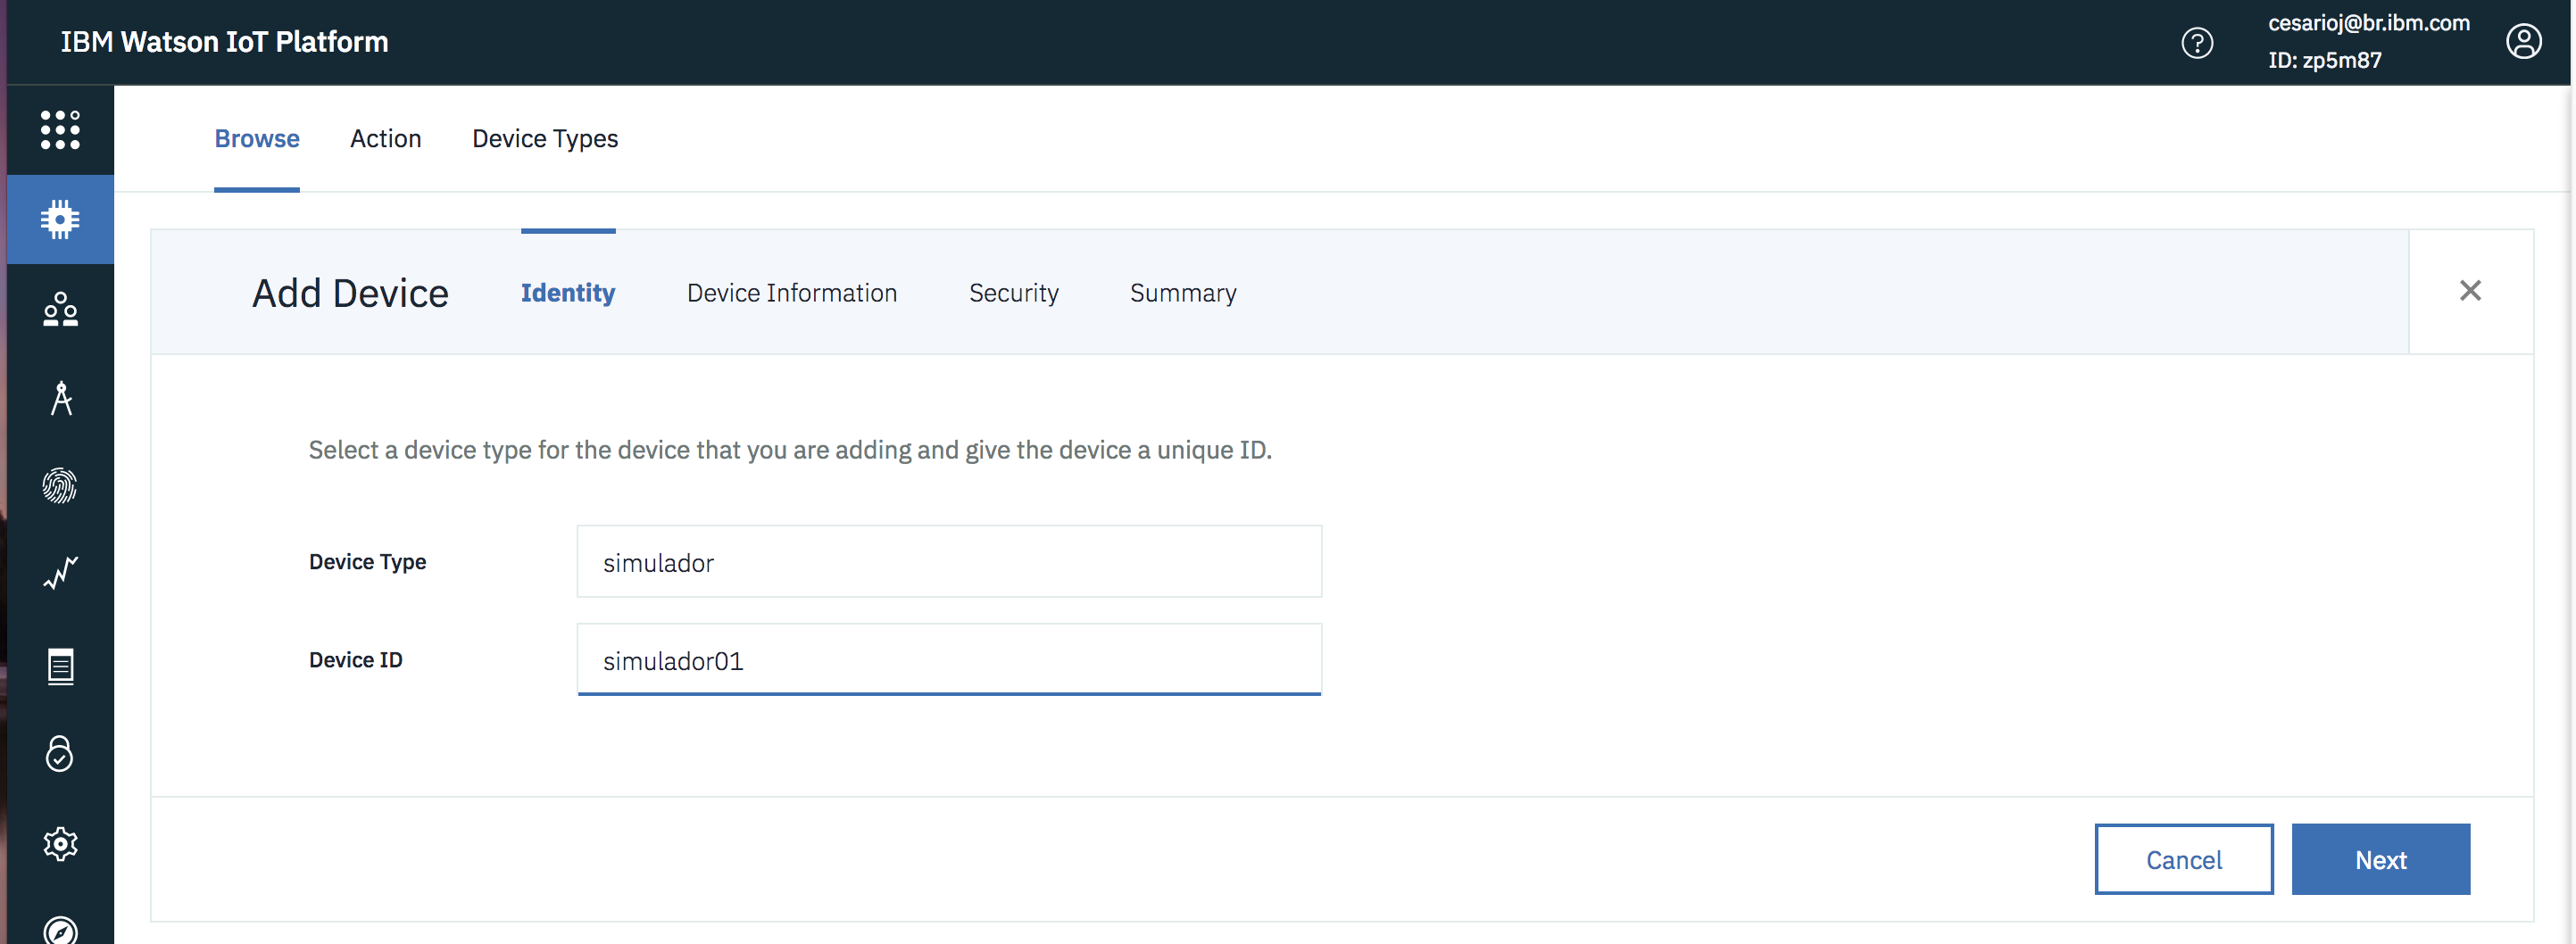 IBM Watson IoT Platform
cesarioj@br.ibm.com
ID: zp5m87
Browse Action Device Types
Add Device Identity Device Information Security Summary
Select a device type for the device that you are adding and give the device a unique ID.
Device Type simulador
Device ID simulador01
Cancel Next